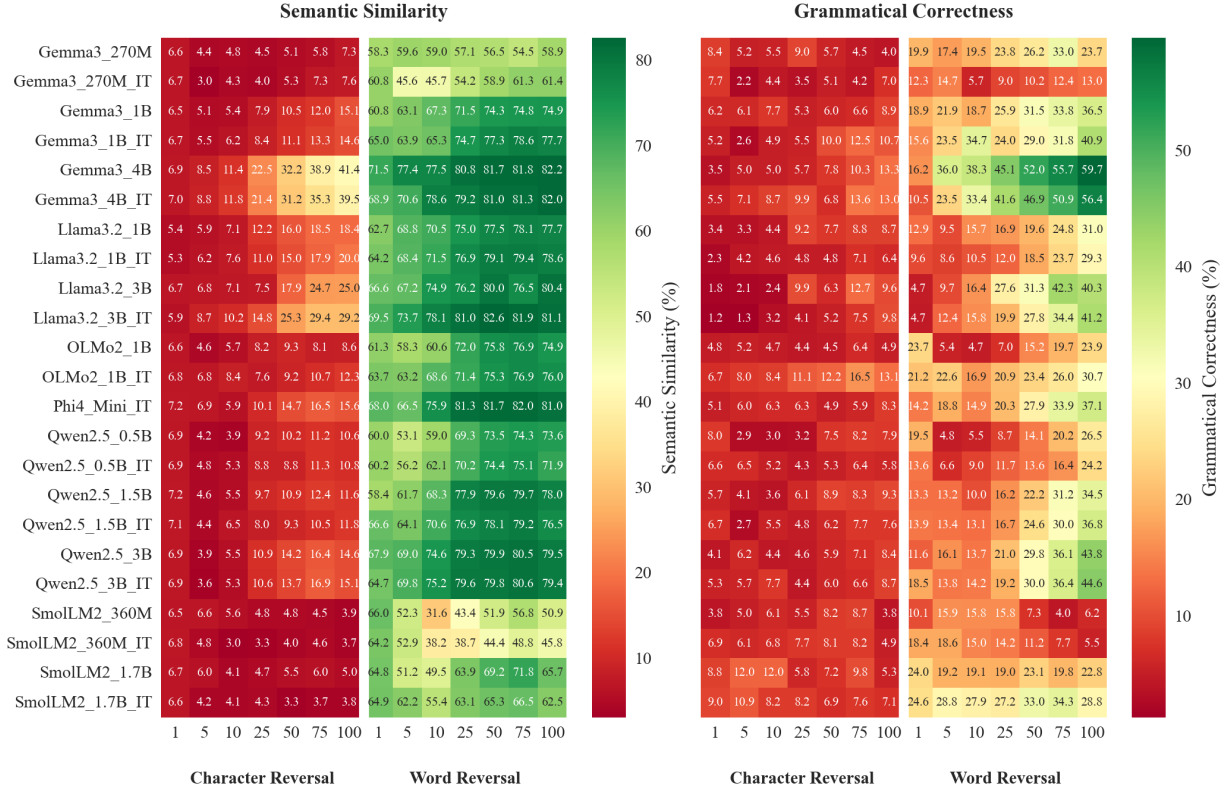 Semantic Similarity Grammatical Correctness
Gemma3_270M 6.6 4.4 4.8 4.5 5.1 5.8 7.3 58.3 59.6 59.0 57.1 56.5 54.5 58.9 8.4 5.2 5.5 9.0 5.7 4.5 4.0 19.9 17.4 19.5 23.8 26.2 33.0 23.7
Gemma3_270M_IT 6.7 3.0 4.3 4.0 5.3 7.3 7.6 60.8 45.6 45.7 54.2 58.9 61.3 61.4 7.7 2.2 4.4 3.5 5.1 4.2 7.0 12.3 14.7 5.7 9.0 10.2 12.4 13.0
Gemma3_1B 6.5 5.1 5.4 7.9 10.5 12.0 15.1 60.8 63.1 67.3 71.5 74.3 74.8 74.9 6.2 6.1 7.7 5.3 6.0 6.6 8.9 18.9 21.9 18.7 25.9 31.5 33.8 36.5
Gemma3_1B_IT 6.7 5.5 6.2 8.4 11.1 13.3 14.6 65.0 63.9 65.3 74.7 77.3 78.6 77.7 5.2 2.6 4.9 5.5 10.0 12.5 10.7 15.6 23.5 34.7 24.0 29.0 31.8 40.9
Gemma3_4B 6.9 8.5 11.4 22.5 32.2 38.9 41.4 71.5 77.4 77.5 80.8 81.7 81.8 82.2 3.5 5.0 5.0 5.7 7.8 10.3 13.3 16.2 36.0 38.3 45.1 52.0 55.7 59.7
Gemma3_4B_IT 7.0 8.8 11.8 21.4 31.2 35.3 39.5 68.9 70.6 78.6 79.2 81.0 81.3 82.0 5.5 7.1 8.7 9.9 6.8 13.6 13.0 10.5 23.5 33.4 41.6 46.9 50.9 56.4
Llama3.2_1B 5.4 5.9 7.1 12.2 16.0 18.5 18.4 62.7 68.8 70.5 75.0 77.5 78.1 77.7 3.4 3.3 4.4 9.2 7.7 8.8 8.7 12.9 9.5 15.7 16.9 19.6 24.8 31.0
Llama3.2_1B_IT 5.3 6.2 7.6 11.0 15.0 17.9 20.0 64.2 68.4 71.5 76.9 79.1 79.4 78.6 2.3 4.2 4.6 4.8 4.8 7.1 6.4 9.6 8.6 10.5 12.0 18.5 23.7 29.3
Llama3.2_3B 6.7 6.8 7.1 7.5 17.9 24.7 25.0 66.6 67.2 74.9 76.2 80.0 76.5 80.4 1.8 2.1 2.4 9.9 6.3 12.7 9.6 4.7 9.7 16.4 27.6 31.3 42.3 40.3
Llama3.2_3B_IT 5.9 8.7 10.2 14.8 25.3 29.4 29.2 69.5 73.7 78.1 81.0 82.6 81.9 81.1 1.2 1.3 3.2 4.1 5.2 7.5 9.8 4.7 12.4 15.8 19.9 27.8 34.4 41.2
OLMo2_1B 6.6 4.6 5.7 8.2 9.3 8.1 8.6 61.3 58.3 60.6 72.0 75.8 76.9 74.9 4.8 5.2 4.7 4.4 4.5 6.4 4.9 23.7 5.4 4.7 7.0 15.2 19.7 23.9
OLMo2_1B_IT 6.8 6.8 8.4 7.6 9.2 10.7 12.3 63.7 63.2 68.6 71.4 75.3 76.9 76.0 6.7 8.0 8.4 11.1 12.2 16.5 13.1 21.2 22.6 16.9 20.9 23.4 26.0 30.7
Phi4_Mini_IT 7.2 6.9 5.9 10.1 14.7 16.5 15.6 68.0 66.5 75.9 81.3 81.7 82.0 81.0 5.1 6.0 6.3 6.3 4.9 5.9 8.3 14.2 18.8 14.9 20.3 27.9 33.9 37.1
Qwen2.5_0.5B 6.9 4.2 3.9 9.2 10.2 11.2 10.6 60.0 53.1 59.0 69.3 73.5 74.3 73.6 8.0 2.9 3.0 3.2 7.5 8.2 7.9 19.5 4.8 5.5 8.7 14.1 20.2 26.5
Qwen2.5_0.5B_IT 6.9 4.8 5.3 8.8 8.8 11.3 10.8 60.2 56.2 62.1 70.2 74.4 75.1 71.9 6.6 6.5 5.2 4.3 5.3 6.4 5.8 13.6 6.6 9.0 11.7 13.6 16.4 24.2
Qwen2.5_1.5B 7.2 4.6 5.5 9.7 10.9 12.4 11.6 58.4 61.7 68.3 77.9 79.6 79.7 78.0 5.7 4.1 3.6 6.1 8.9 9.3 9.3 13.3 13.2 10.0 16.2 22.2 31.2 34.5
Qwen2.5_1.5B_IT 7.1 4.4 6.5 8.0 9.3 10.5 11.8 66.6 64.1 70.6 76.9 78.1 79.2 76.5 6.7 2.7 5.5 4.8 6.2 7.7 7.6 13.9 13.4 13.1 16.7 24.6 30.0 36.8
Qwen2.5_3B 6.9 3.9 5.5 10.9 14.2 16.4 14.6 67.9 69.0 74.6 79.3 79.9 80.5 79.5 4.1 6.2 4.4 4.6 5.9 7.1 8.4 11.6 16.1 13.7 21.0 29.8 36.1 43.8
Qwen2.5_3B_IT 6.9 3.6 5.3 10.6 13.7 16.9 15.1 64.7 69.8 75.2 79.6 79.8 80.6 79.4 5.3 5.7 7.7 4.4 6.0 6.6 8.7 18.5 13.8 14.2 19.2 30.0 36.4 44.6
SmolLM2_360M 6.5 6.6 5.6 4.8 4.8 4.5 3.9 66.0 52.3 31.6 43.4 51.9 56.8 50.9 3.8 5.0 6.1 5.5 8.2 8.7 3.8 10.1 15.9 15.8 15.8 7.3 4.0 6.2
SmolLM2_360M_IT 6.8 4.8 3.0 3.3 4.0 4.6 3.7 64.2 52.9 38.2 38.7 44.4 48.8 45.8 6.9 6.1 6.8 7.7 7.3 8.2 4.9 18.4 18.6 15.0 14.2 11.2 7.7 5.5
SmolLM2_1.7B 6.7 6.0 4.1 4.7 5.5 6.0 5.0 64.8 51.2 49.5 63.9 69.2 71.8 65.7 8.8 12.0 12.0 5.8 7.2 9.8 5.3 24.0 19.2 19.1 19.0 23.1 19.8 22.8
SmolLM2_1.7B_IT 6.6 4.2 4.1 4.3 3.3 3.7 3.8 64.9 62.2 55.4 63.1 65.3 66.5 62.5 9.0 10.9 8.2 8.2 6.9 7.6 7.1 24.6 28.8 27.9 27.2 33.0 34.3 28.8
1 5 10 25 50 75 100 1 5 10 25 50 75 100 1 5 10 25 50 75 100 1 5 10 25 50 75 100
Character Reversal Word Reversal Character Reversal Word Reversal
80
70
60
50
40
30
20
10
Semantic Similarity (%)
50
40
30
20
10
Grammatical Correctness (%)